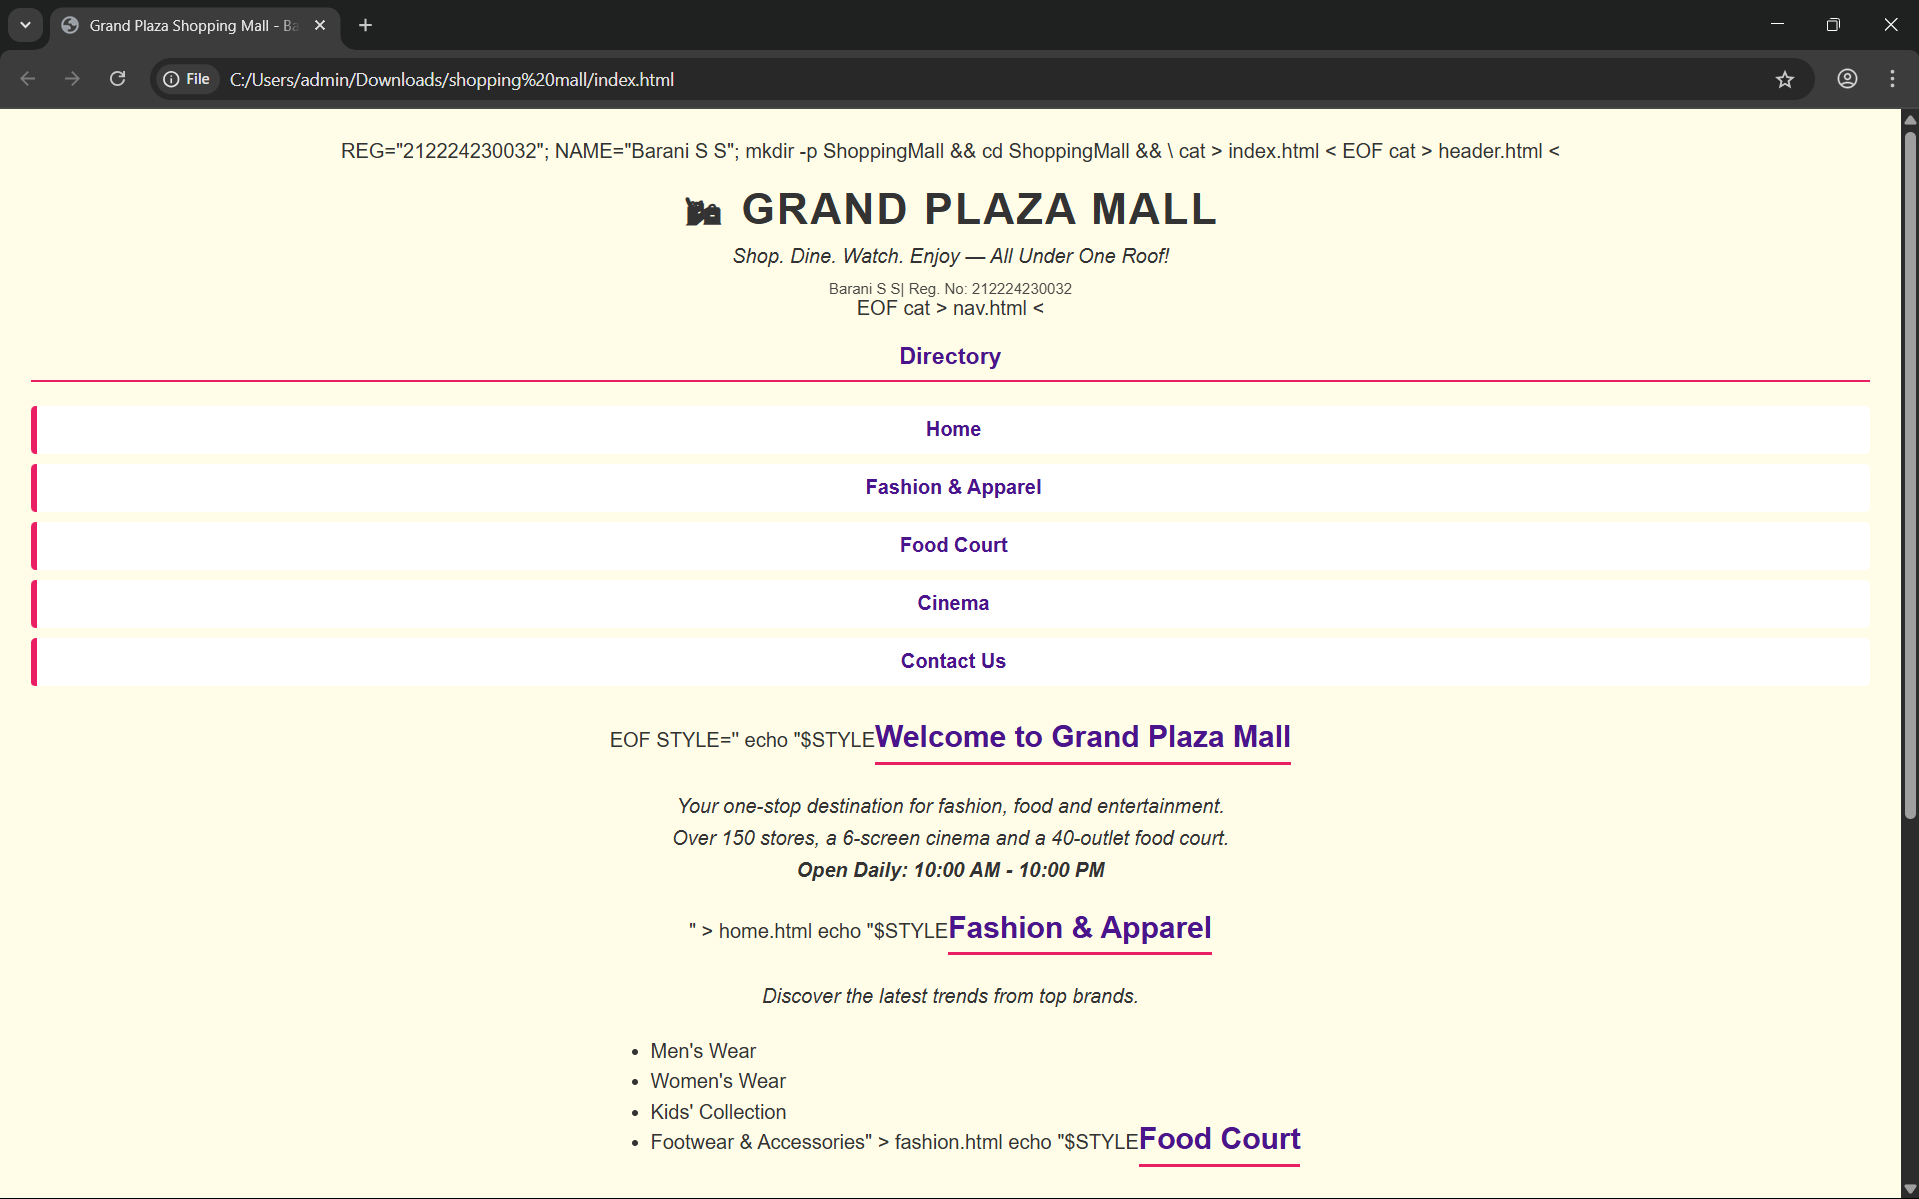 Grand Plaza Shopping Mall - Ba
File
C:/Users/admin/Downloads/shopping%20mall/index.html
REG="212224230032"; NAME="Barani S S"; mkdir -p ShoppingMall && cd ShoppingMall && \ cat > index.html < EOF cat > header.html <
GRAND PLAZA MALL
Shop. Dine. Watch. Enjoy — All Under One Roof!
Barani S S| Reg. No: 212224230032
EOF cat > nav.html <
Directory
Home
Fashion & Apparel
Food Court
Cinema
Contact Us
EOF STYLE=" echo "$STYLEWelcome to Grand Plaza Mall
Your one-stop destination for fashion, food and entertainment.
Over 150 stores, a 6-screen cinema and a 40-outlet food court.
Open Daily: 10:00 AM - 10:00 PM
" > home.html echo "$STYLEFashion & Apparel
Discover the latest trends from top brands.
• Men's Wear
• Women's Wear
• Kids' Collection
• Footwear & Accessories" > fashion.html echo "$STYLEFood Court